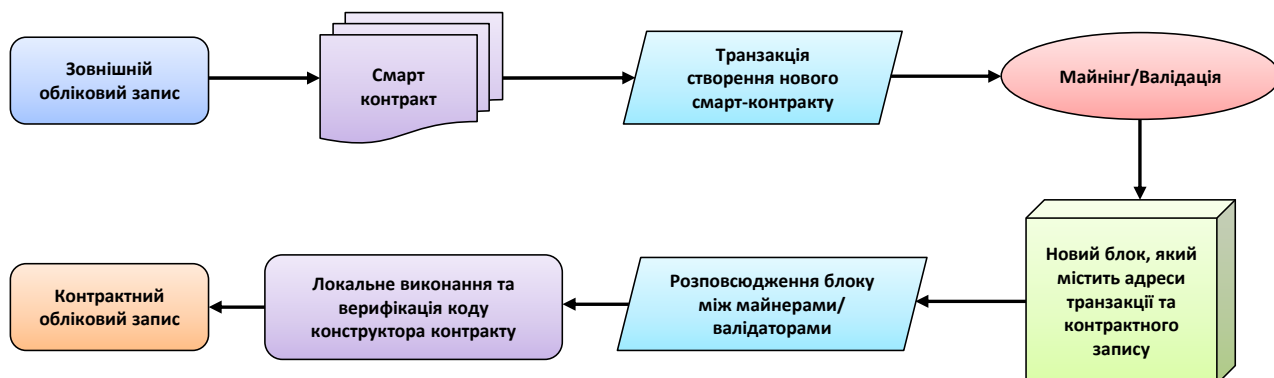 Зовнішній
обліковий запис
Смарт
контракт
Транзакція
створення нового
смарт-контракту
Майнінг/Валідація
Новий блок, який
містить адреси
транзакції та
контрактного
запису
Розповсюдження блоку
між майнерами/
валідаторами
Локальне виконання та
верифікація коду
конструктора контракту
Контрактний
обліковий запис